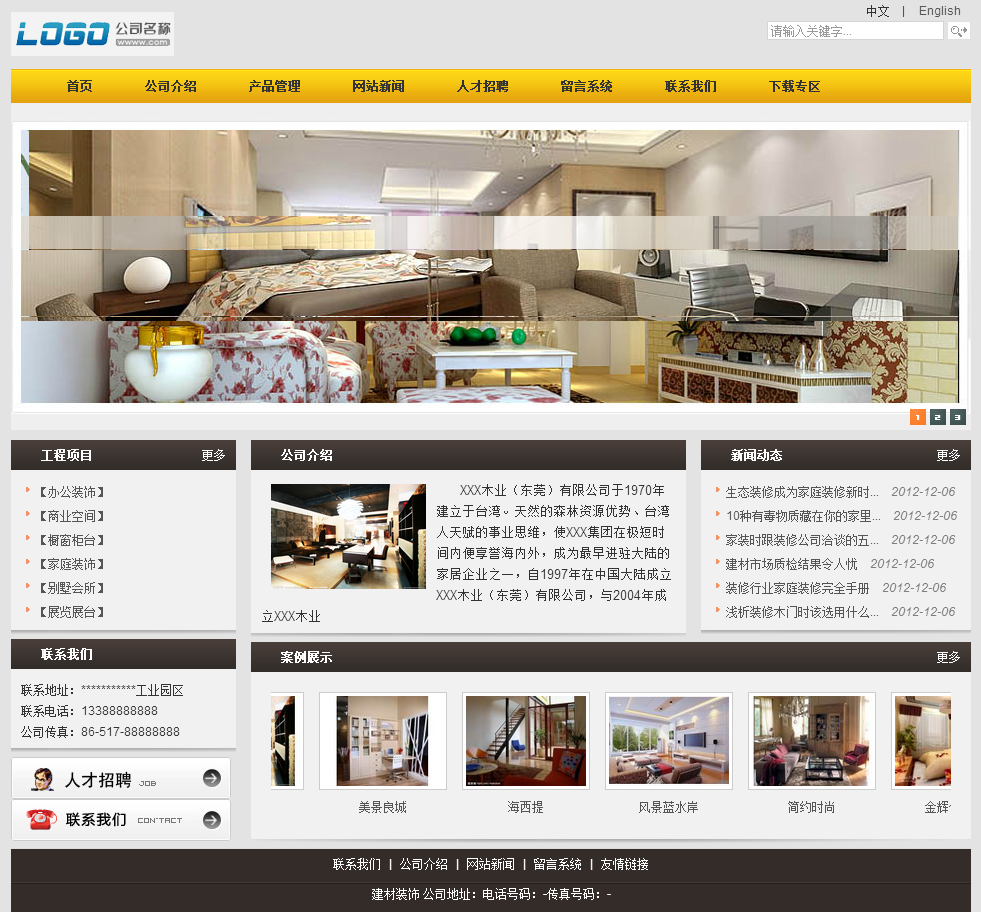 中文 | English
LOGO 公司名称
www.com
请输入关键字...
首页 公司介绍 产品管理 网站新闻 人才招聘 留言系统 联系我们 下载专区
1 2 3
工程项目 更多
【办公装饰】
【商业空间】
【橱窗柜台】
【家庭装饰】
【别墅会所】
【展览展台】
公司介绍
XXX木业（东莞）有限公司于1970年
建立于台湾。天然的森林资源优势、台湾
人天赋的事业思维，使XXX集团在极短时
间内便享誉海内外，成为最早进驻大陆的
家居企业之一，自1997年在中国大陆成立
XXX木业（东莞）有限公司，与2004年成
立XXX木业
新闻动态 更多
生态装修成为家庭装修新时... 2012-12-06
10种有毒物质藏在你的家里... 2012-12-06
家装时跟装修公司洽谈的五... 2012-12-06
建材市场质检结果令人忧 2012-12-06
装修行业家庭装修完全手册 2012-12-06
浅析装修木门时该选用什么... 2012-12-06
联系我们
联系地址：***********工业园区
联系电话：13388888888
公司传真：86-517-88888888
人才招聘 JOB
联系我们 CONTACT
案例展示 更多
美景良城 海西提 风景蓝水岸 简约时尚 金辉
联系我们 | 公司介绍 | 网站新闻 | 留言系统 | 友情链接
建材装饰 公司地址：电话号码：-传真号码：-